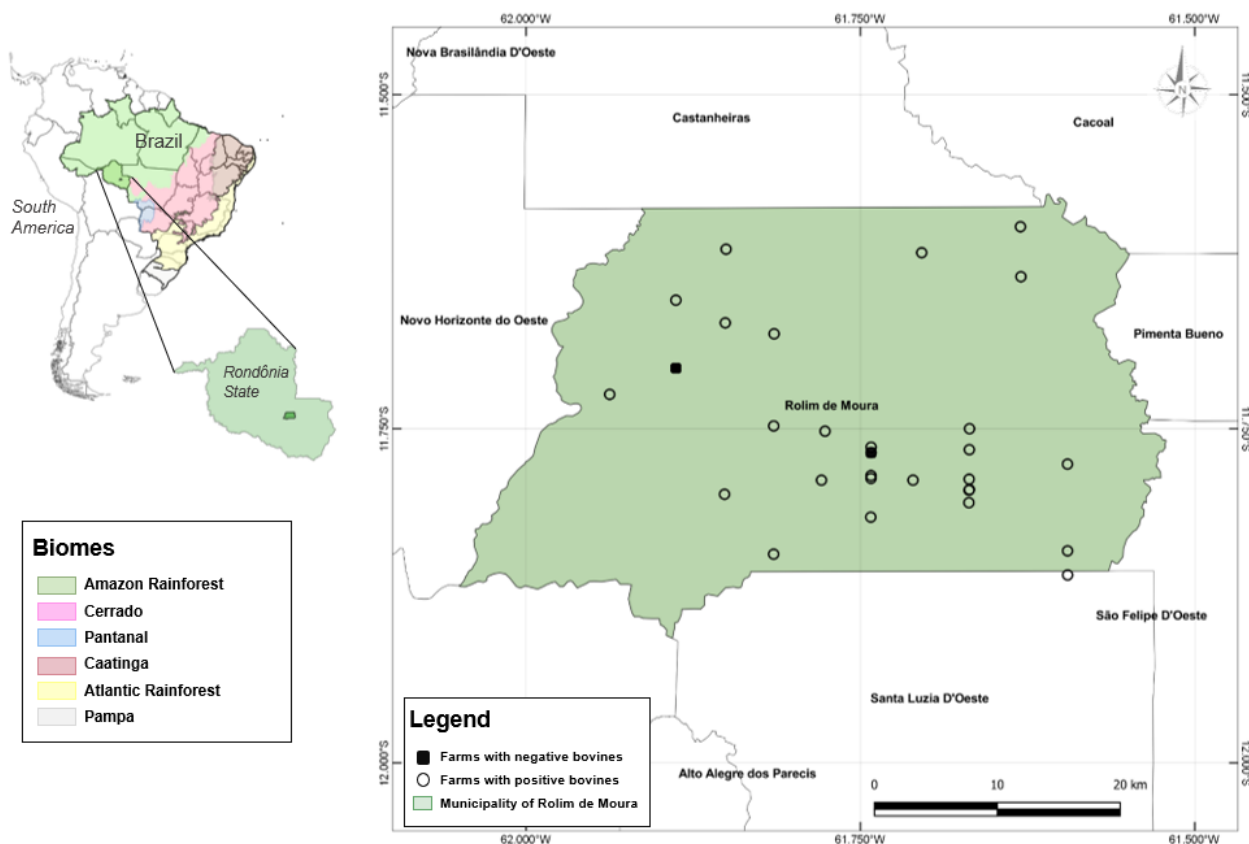 Brazil
South
America
Rondônia
State
Biomes
Amazon Rainforest
Cerrado
Pantanal
Caatinga
Atlantic Rainforest
Pampa
62.000°W
61.750°W
61.500°W
11.500°S
11.500°S
Nova Brasilândia D'Oeste
Castanheiras
Cacoal
N
Novo Horizonte do Oeste
Pimenta Bueno
Rolim de Moura
11.750°S
11.750°S
São Felipe D'Oeste
Santa Luzia D'Oeste
Alto Alegre dos Parecis
Legend
Farms with negative bovines
Farms with positive bovines
Municipality of Rolim de Moura
0
10
20 km
12.000°S
12.000°S
62.000°W
61.750°W
61.500°W